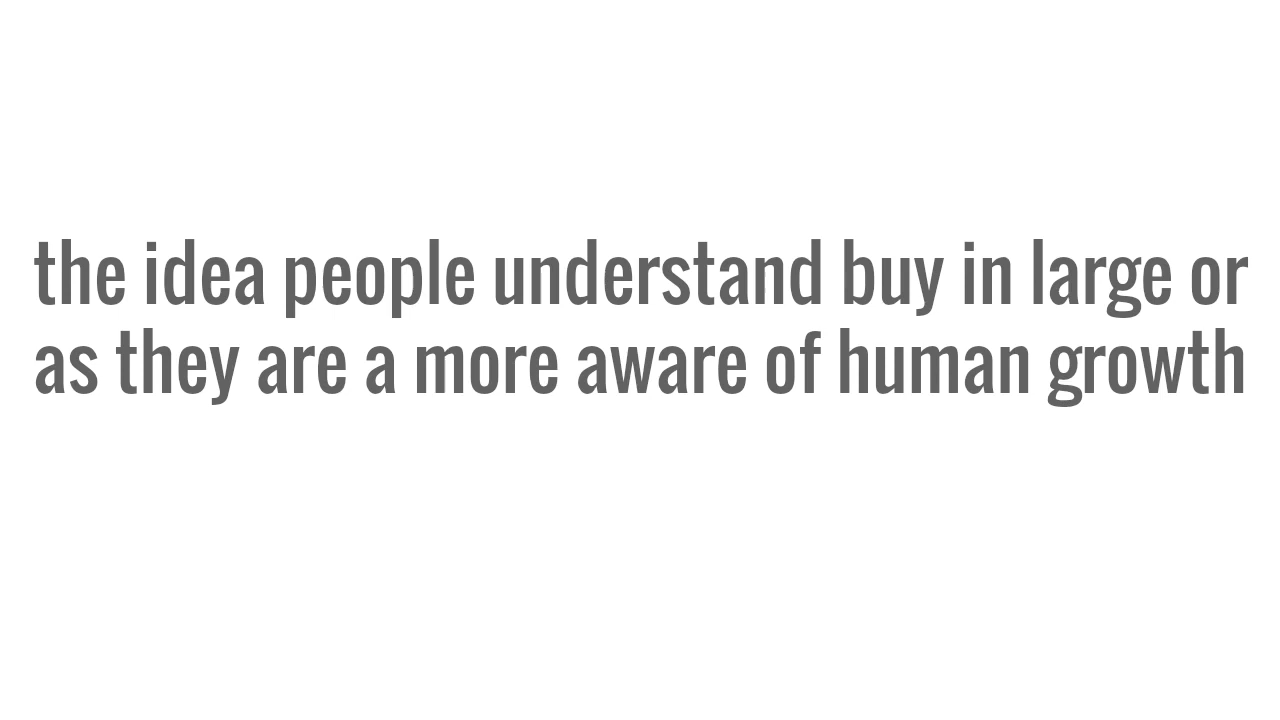 the idea people understand buy in large or
as they are a more aware of human growth